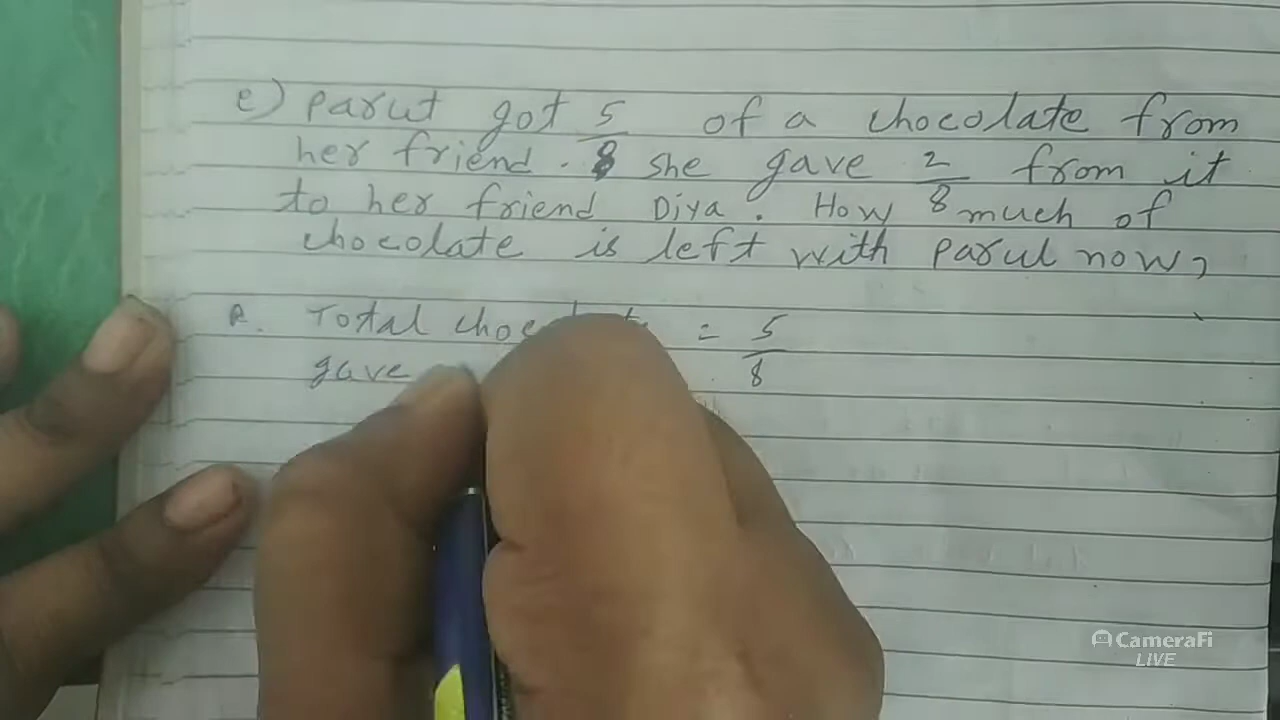 e) parut got 5/8 of a chocolate from
her friend. she gave 2/8 from it
to her friend Diya. How much of
chocolate is left with parul now,
A. Total = 5/8
gave
CameraFi
LIVE